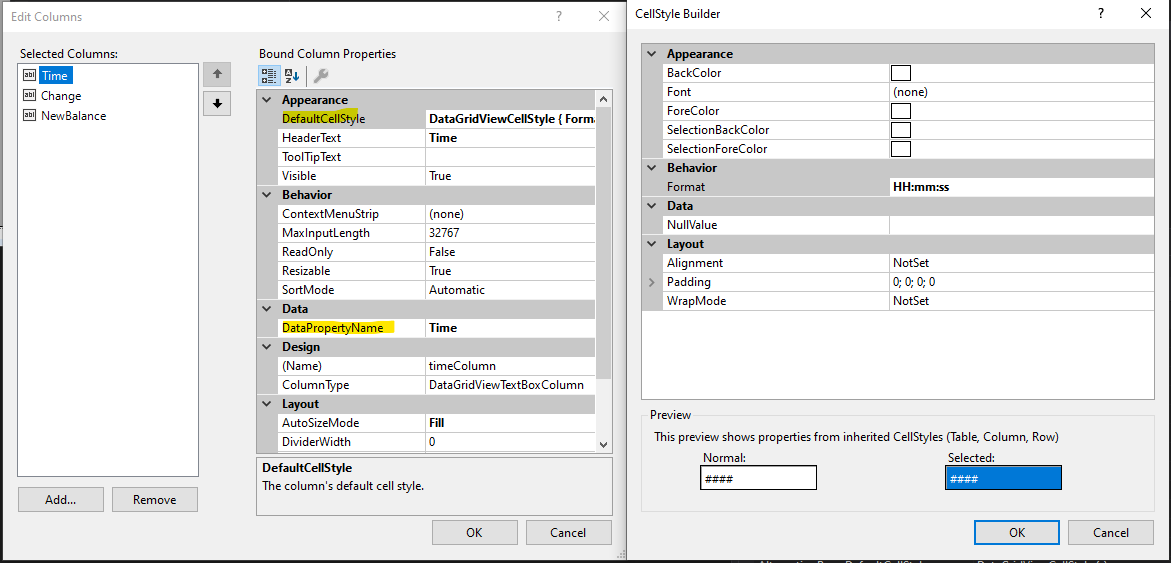 Edit Columns
?
Selected Columns:
abl Time
abl Change
abl NewBalance
Add...
Remove
Bound Column Properties
Appearance
DefaultCellStyle DataGridViewCellStyle { Forma
HeaderText Time
ToolTipText
Visible True
Behavior
ContextMenuStrip (none)
MaxInputLength 32767
ReadOnly False
Resizable True
SortMode Automatic
Data
DataPropertyName Time
Design
(Name) timeColumn
ColumnType DataGridViewTextBoxColumn
Layout
AutoSizeMode Fill
DividerWidth 0
DefaultCellStyle
The column's default cell style.
OK
Cancel
CellStyle Builder
?
Appearance
BackColor
Font (none)
ForeColor
SelectionBackColor
SelectionForeColor
Behavior
Format HH:mm:ss
Data
NullValue
Layout
Alignment NotSet
Padding 0; 0; 0; 0
WrapMode NotSet
Preview
This preview shows properties from inherited CellStyles (Table, Column, Row)
Normal: Selected:
#### ####
OK
Cancel